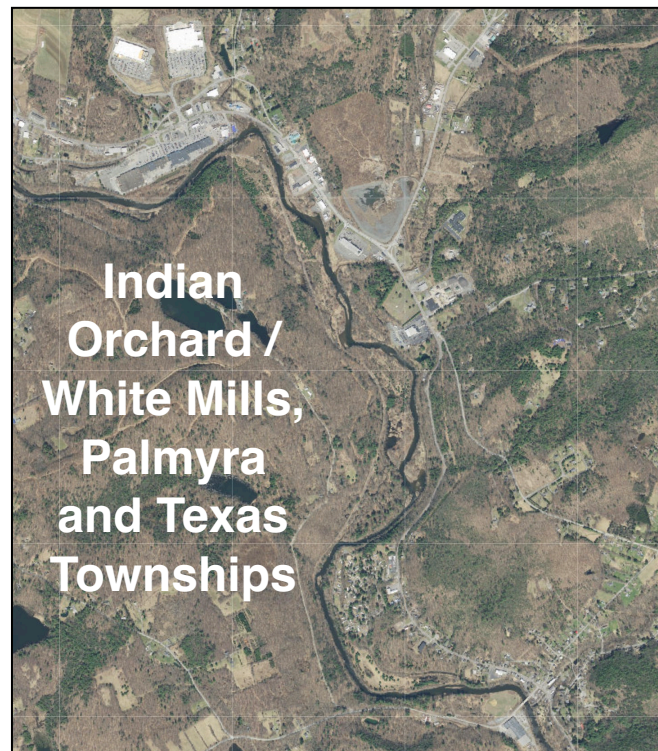 Indian
Orchard /
White Mills,
Palmyra
and Texas
Townships